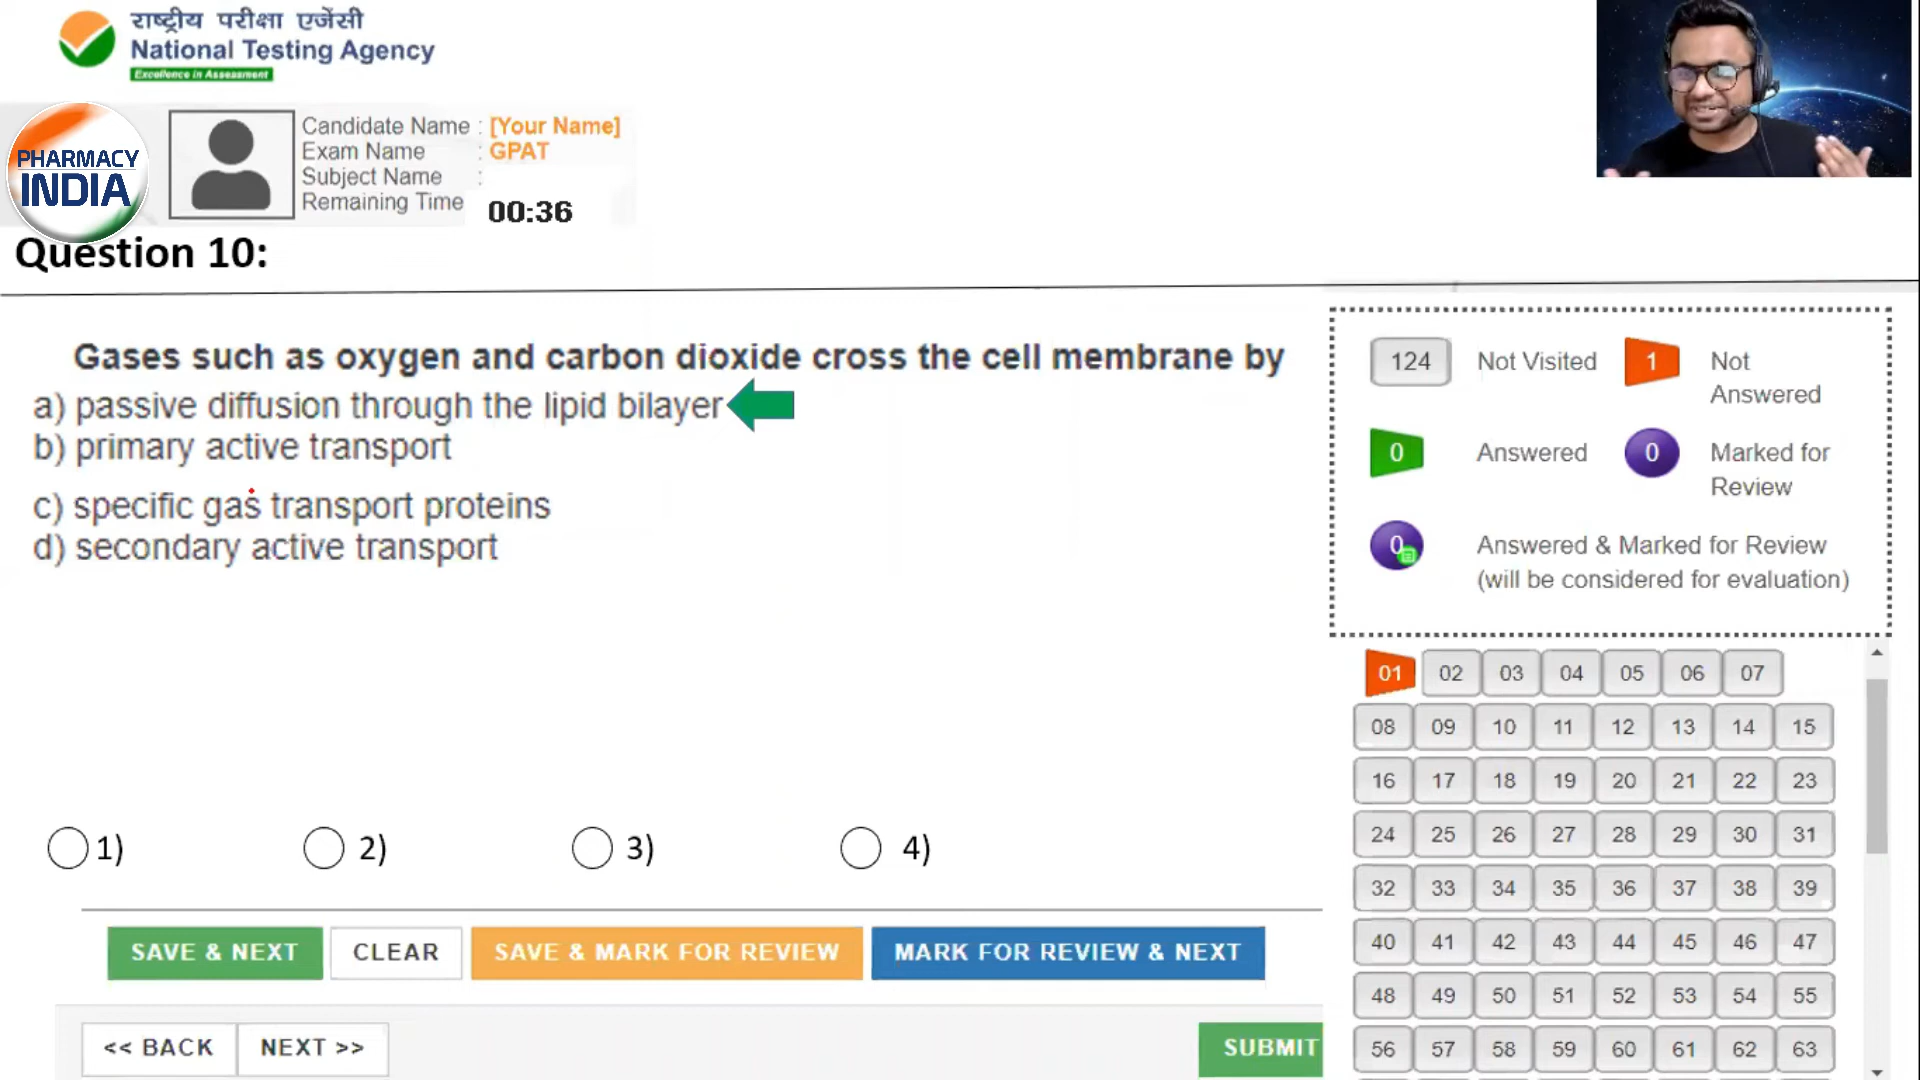 राष्ट्रीय परीक्षा एजेंसी
National Testing Agency
Excellence in Assessment
PHARMACY
INDIA
Candidate Name : [Your Name]
Exam Name : GPAT
Subject Name :
Remaining Time 00:36
Question 10:
Gases such as oxygen and carbon dioxide cross the cell membrane by
a) passive diffusion through the lipid bilayer
b) primary active transport
c) specific gas transport proteins
d) secondary active transport
1) 2) 3) 4)
SAVE & NEXT CLEAR SAVE & MARK FOR REVIEW MARK FOR REVIEW & NEXT
<< BACK NEXT >> SUBMIT
124 Not Visited 1 Not
Answered
0 Answered 0 Marked for
Review
0 Answered & Marked for Review
(will be considered for evaluation)
01 02 03 04 05 06 07
08 09 10 11 12 13 14 15
16 17 18 19 20 21 22 23
24 25 26 27 28 29 30 31
32 33 34 35 36 37 38 39
40 41 42 43 44 45 46 47
48 49 50 51 52 53 54 55
56 57 58 59 60 61 62 63